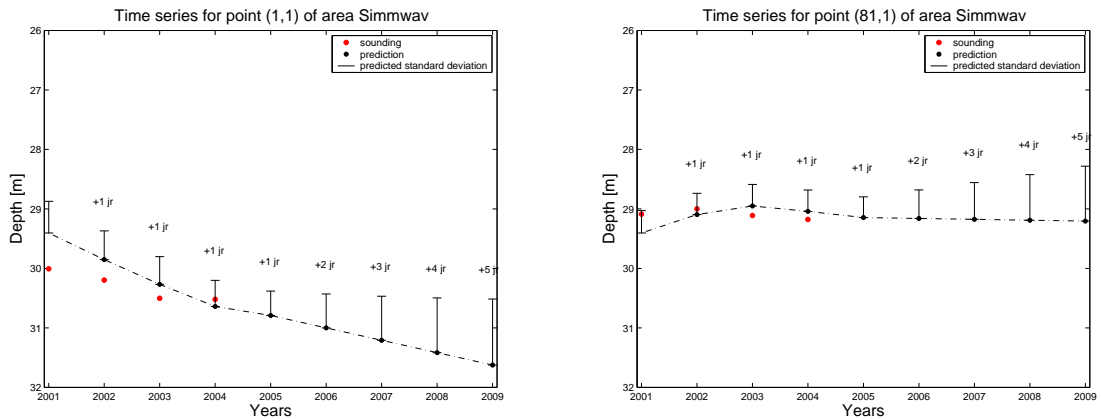 Time series for point (1,1) of area Simmwav
26
27
28
29
30
31
32
Depth [m]
sounding
prediction
predicted standard deviation
+1 jr
+1 jr
+1 jr
+1 jr
+2 jr
+3 jr
+4 jr
+5 jr
2001 2002 2003 2004 2005 2006 2007 2008 2009
Years
Time series for point (81,1) of area Simmwav
26
27
28
29
30
31
32
Depth [m]
sounding
prediction
predicted standard deviation
+1 jr
+1 jr
+1 jr
+1 jr
+2 jr
+3 jr
+4 jr
+5 jr
2001 2002 2003 2004 2005 2006 2007 2008 2009
Years